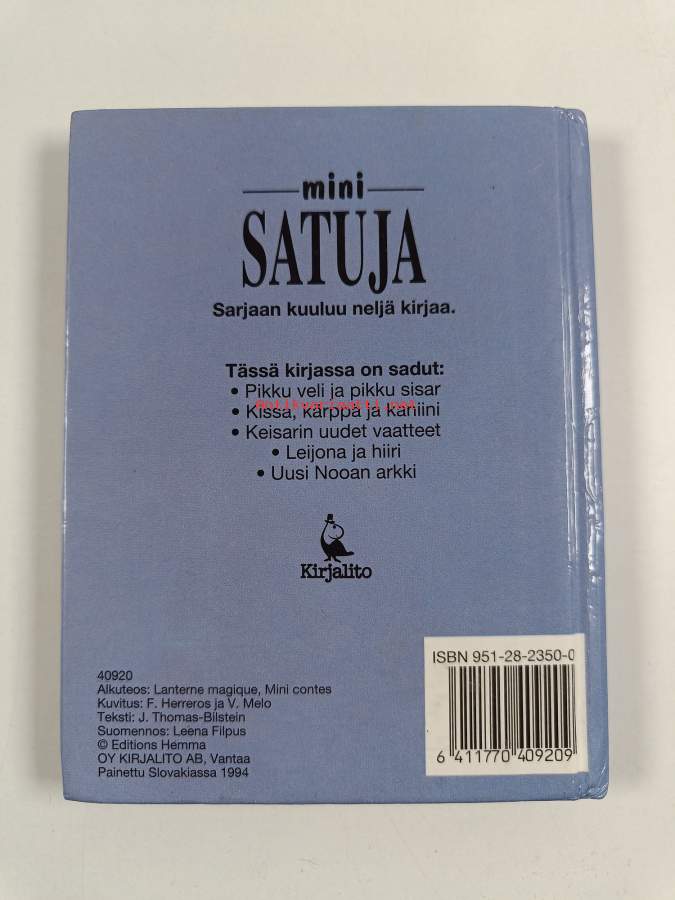 mini
SATUJA
Sarjaan kuuluu neljä kirjaa.
Tässä kirjassa on sadut:
• Pikku veli ja pikku sisar
Antikvariaatti.net
• Kissa, kärppä ja kaniini
• Keisarin uudet vaatteet
• Leijona ja hiiri
• Uusi Nooan arkki
Kirjalito
40920
Alkuteos: Lanterne magique, Mini contes
Kuvitus: F. Herreros ja V. Melo
Teksti: J. Thomas-Bilstein
Suomennos: Leena Filpus
© Editions Hemma
OY KIRJALITO AB, Vantaa
Painettu Slovakiassa 1994
ISBN 951-28-2350-0
6 411770 409209